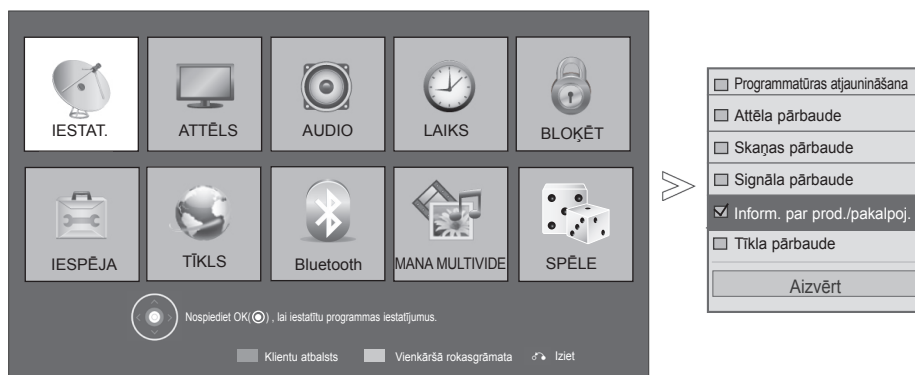 IESTAT.
ATTĒLS
AUDIO
LAIKS
BLOĶĒT
IESPĒJA
TĪKLS
Bluetooth
MANA MULTIVIDE
SPĒLE
Nospiediet OK(◉) , lai iestatītu programmas iestatījumus.
Klientu atbalsts
Vienkāršā rokasgrāmata
Iziet
Programmatūras atjaunināšana
Attēla pārbaude
Skaņas pārbaude
Signāla pārbaude
Inform. par prod./pakalpoj.
Tīkla pārbaude
Aizvērt